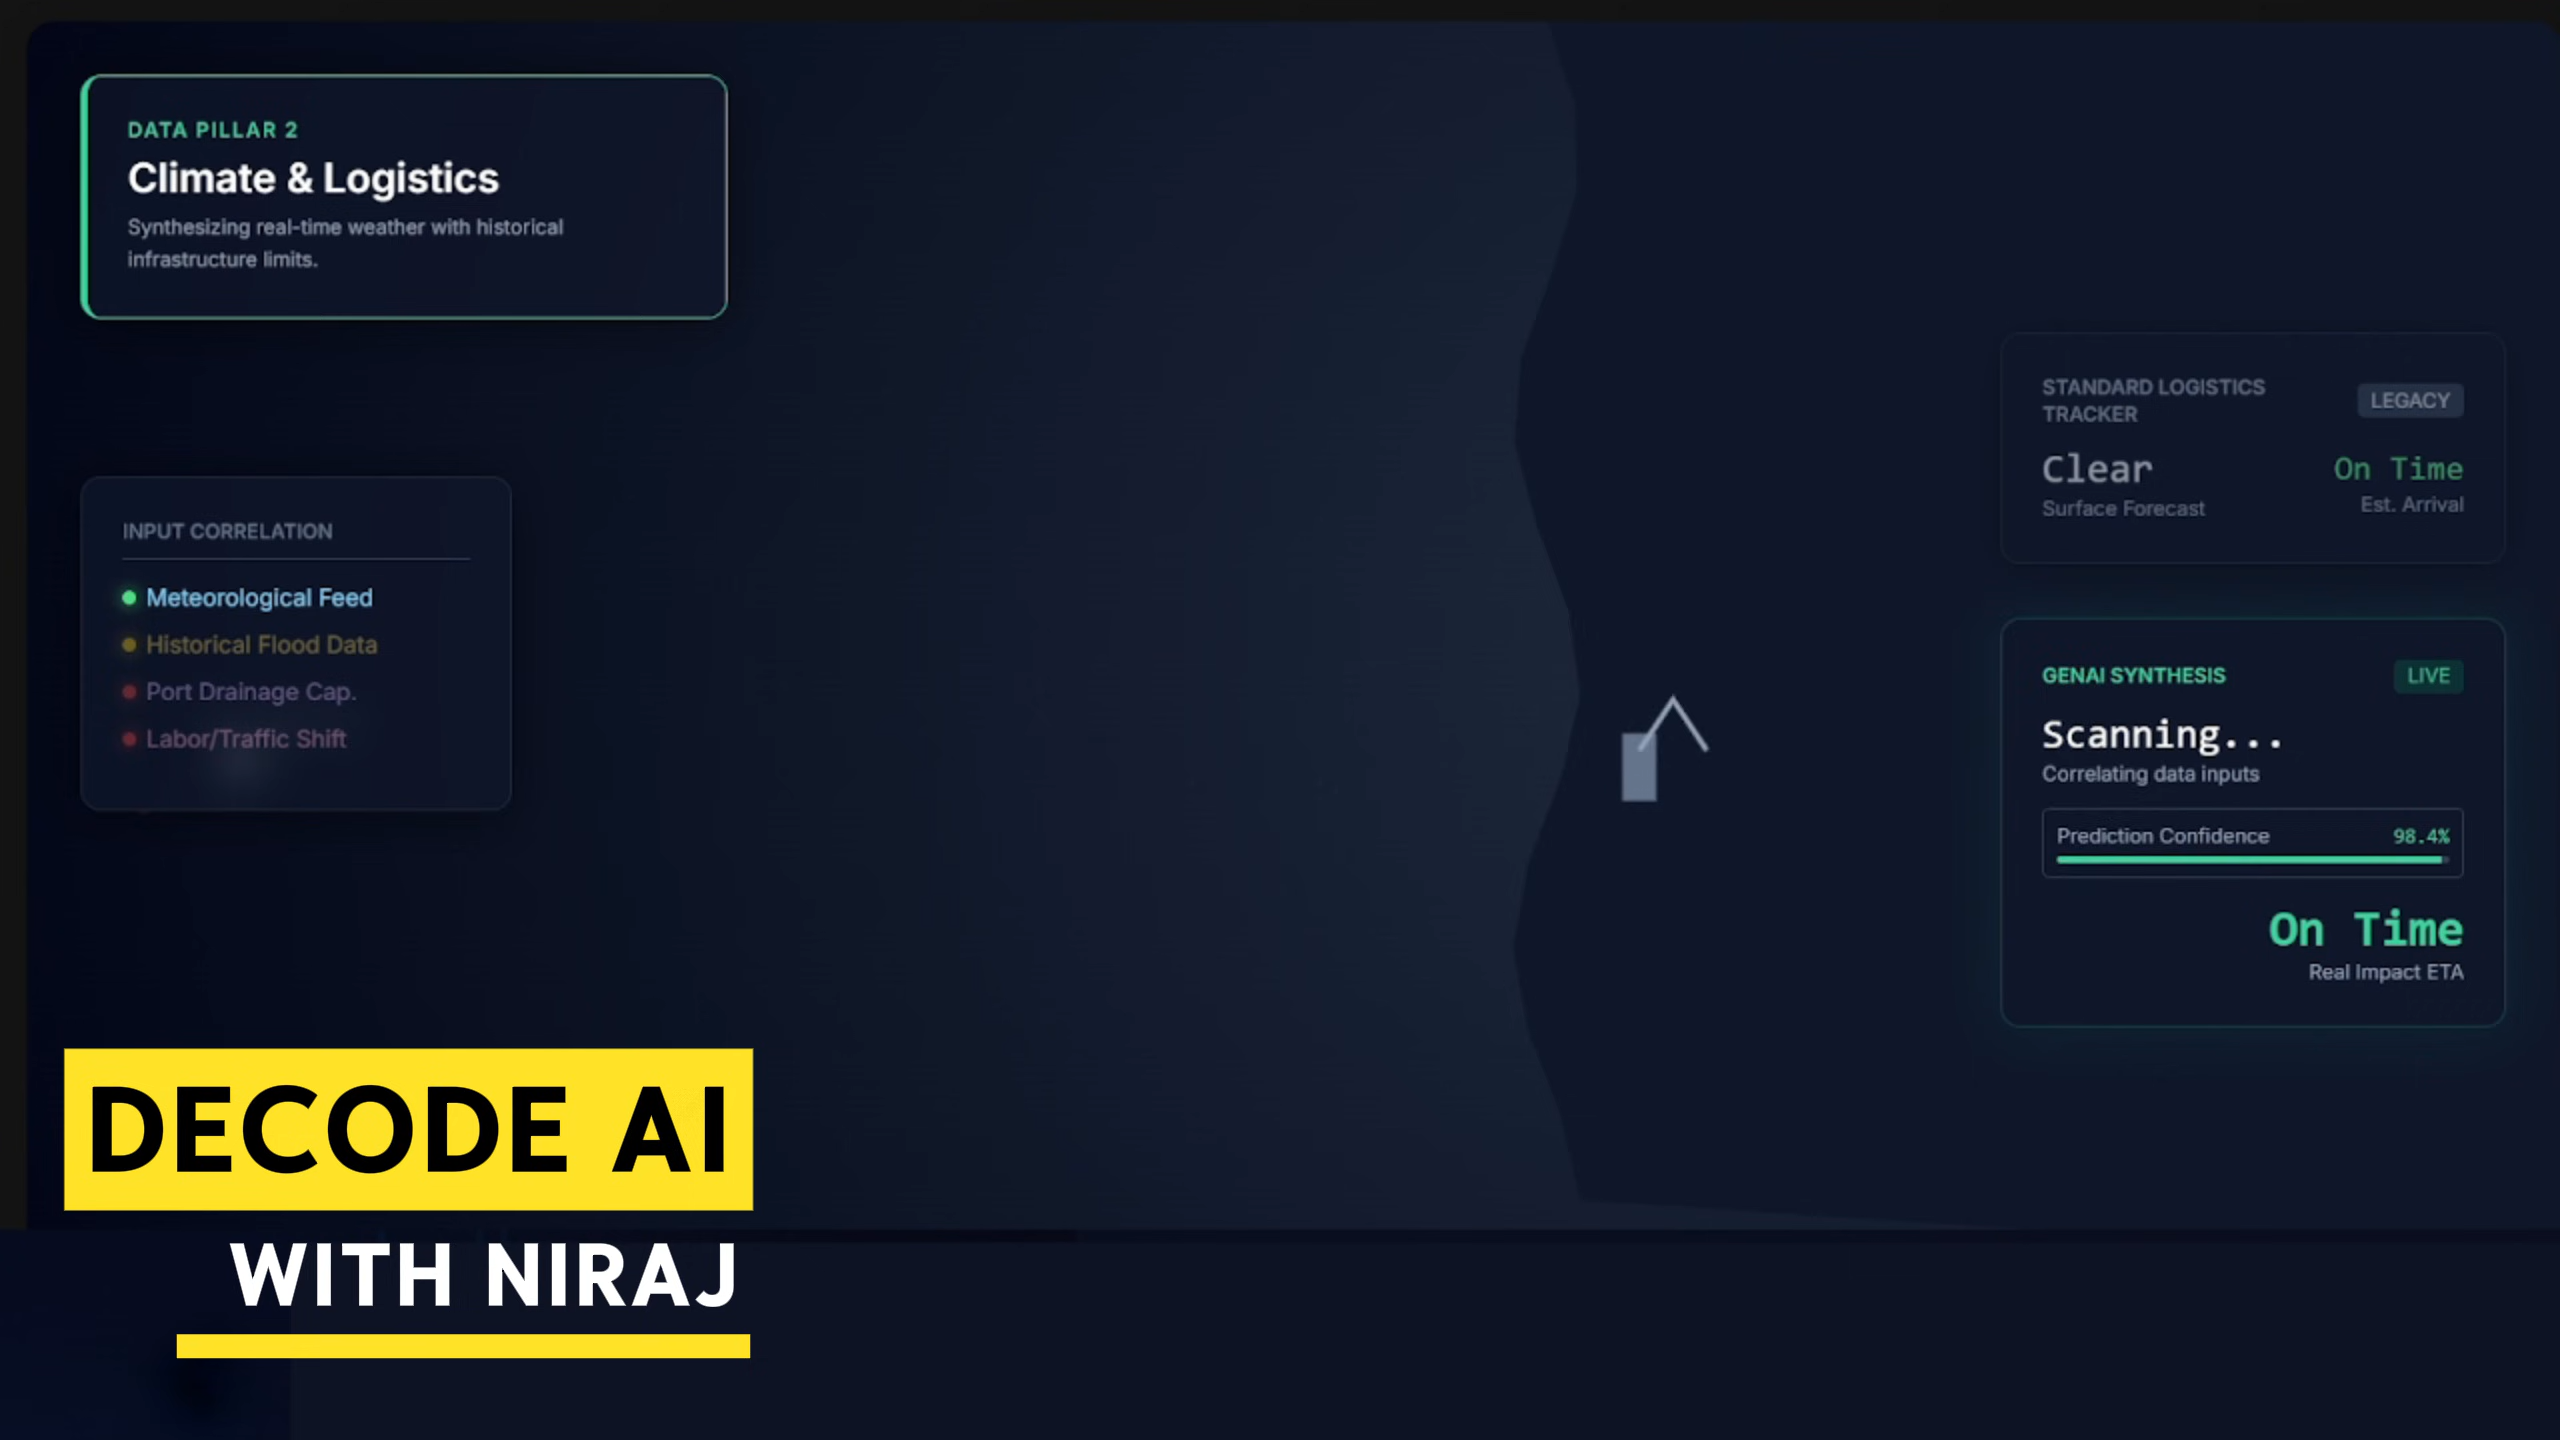 DATA PILLAR 2
Climate & Logistics
Synthesizing real-time weather with historical
infrastructure limits.
INPUT CORRELATION
Meteorological Feed
Historical Flood Data
Port Drainage Cap.
Labor/Traffic Shift
STANDARD LOGISTICS
TRACKER
LEGACY
Clear
On Time
Surface Forecast
Est. Arrival
GENAI SYNTHESIS
LIVE
Scanning...
Correlating data inputs
Prediction Confidence 98.4%
On Time
Real Impact ETA
DECODE AI
WITH NIRAJ